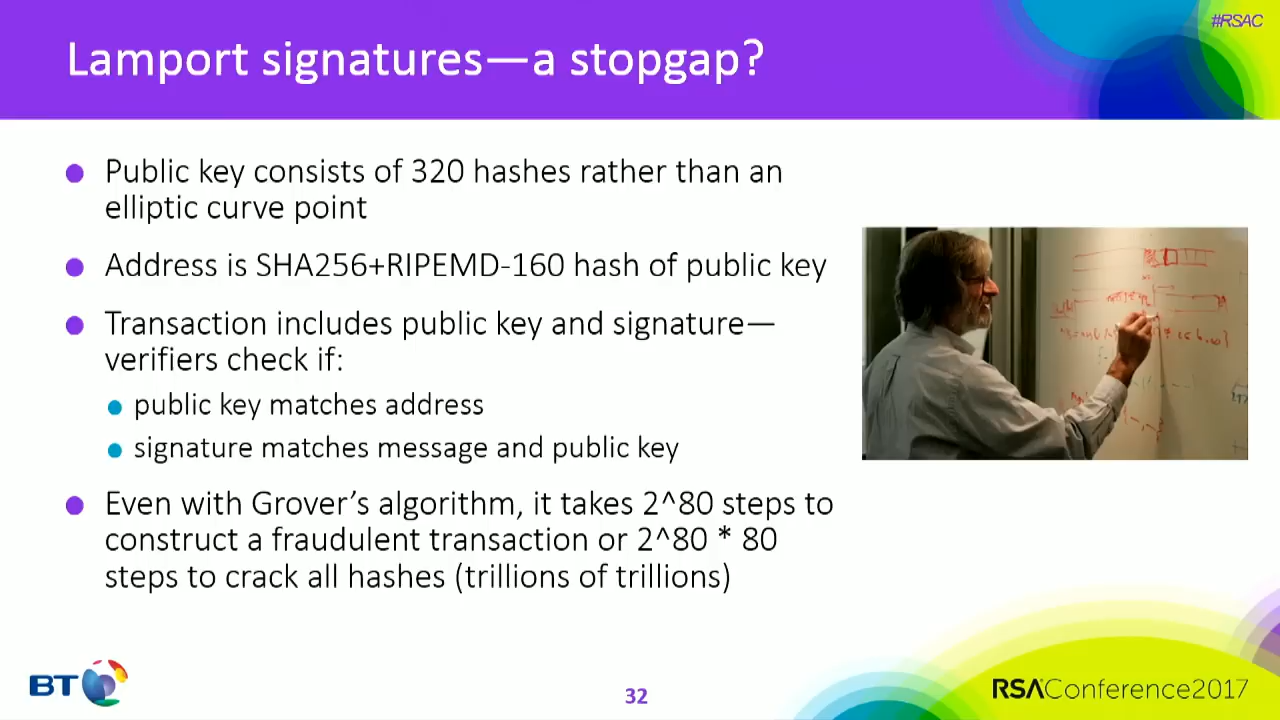 #RSAC
Lamport signatures—a stopgap?
Public key consists of 320 hashes rather than an
elliptic curve point
Address is SHA256+RIPEMD-160 hash of public key
Transaction includes public key and signature—
verifiers check if:
public key matches address
signature matches message and public key
Even with Grover’s algorithm, it takes 2^80 steps to
construct a fraudulent transaction or 2^80 * 80
steps to crack all hashes (trillions of trillions)
BT
32
RSAConference2017